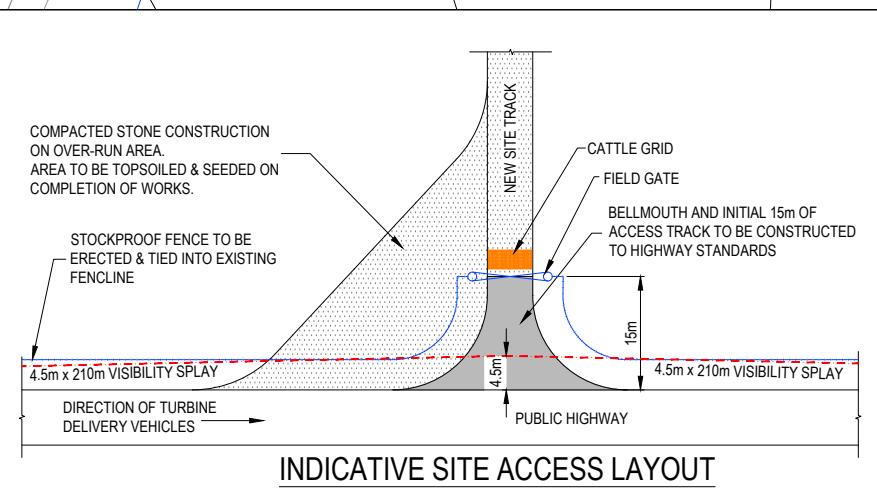 COMPACTED STONE CONSTRUCTION
ON OVER-RUN AREA.
AREA TO BE TOPSOILED & SEEDED ON
COMPLETION OF WORKS.
STOCKPROOF FENCE TO BE
ERECTED & TIED INTO EXISTING
FENCLINE
NEW SITE TRACK
CATTLE GRID
FIELD GATE
BELLMOUTH AND INITIAL 15m OF
ACCESS TRACK TO BE CONSTRUCTED
TO HIGHWAY STANDARDS
15m
4.5m
4.5m x 210m VISIBILITY SPLAY
4.5m x 210m VISIBILITY SPLAY
DIRECTION OF TURBINE
DELIVERY VEHICLES
PUBLIC HIGHWAY
INDICATIVE SITE ACCESS LAYOUT